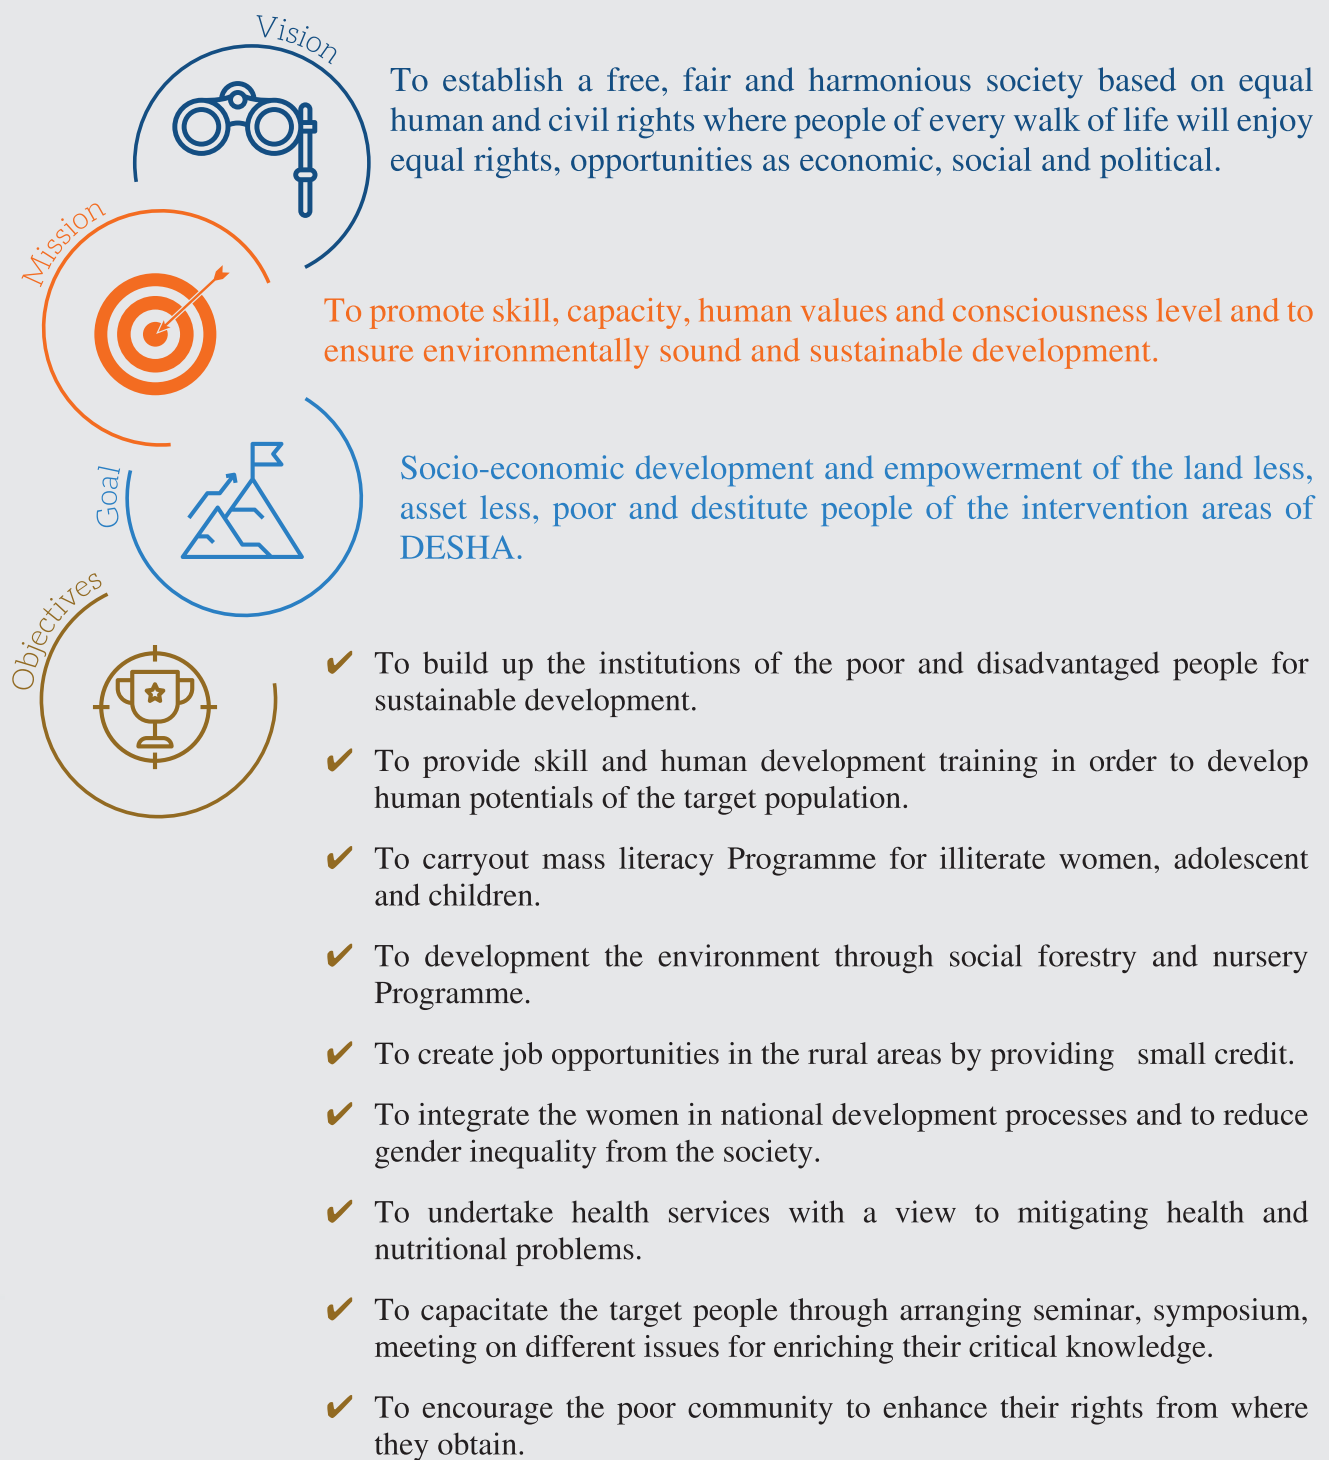 Vision
To establish a free, fair and harmonious society based on equal
human and civil rights where people of every walk of life will enjoy
equal rights, opportunities as economic, social and political.
Mission
To promote skill, capacity, human values and consciousness level and to
ensure environmentally sound and sustainable development.
Goal
Socio-economic development and empowerment of the land less,
asset less, poor and destitute people of the intervention areas of
DESHA.
Objectives
✔ To build up the institutions of the poor and disadvantaged people for
sustainable development.
✔ To provide skill and human development training in order to develop
human potentials of the target population.
✔ To carryout mass literacy Programme for illiterate women, adolescent
and children.
✔ To development the environment through social forestry and nursery
Programme.
✔ To create job opportunities in the rural areas by providing   small credit.
✔ To integrate the women in national development processes and to reduce
gender inequality from the society.
✔ To undertake health services with a view to mitigating health and
nutritional problems.
✔ To capacitate the target people through arranging seminar, symposium,
meeting on different issues for enriching their critical knowledge.
✔ To encourage the poor community to enhance their rights from where
they obtain.